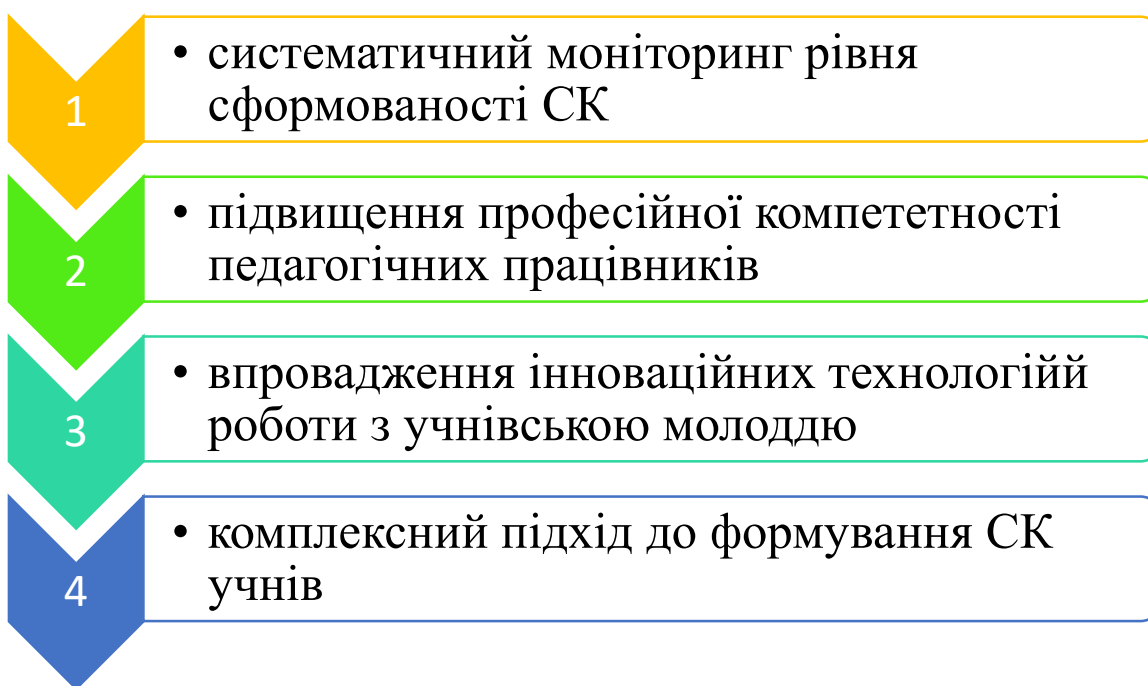 1
• систематичний моніторинг рівня
сформованості СК
2
• підвищення професійної компететності
педагогічних працівників
3
• впровадження інноваційних технологійй
роботи з учнівською молоддю
4
• комплексний підхід до формування СК
учнів